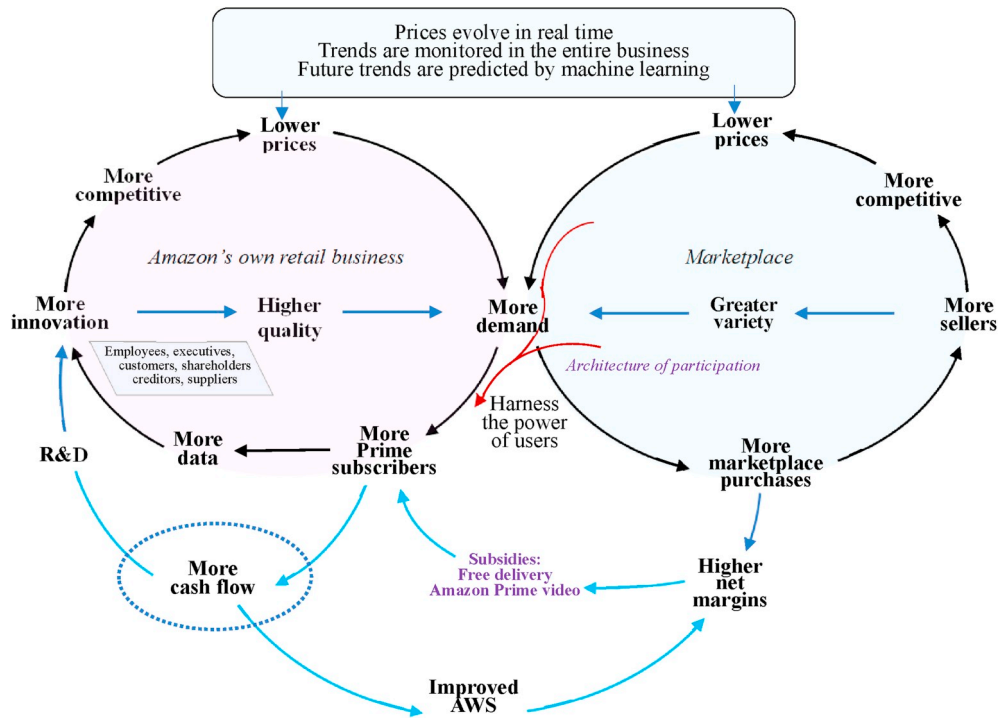 Prices evolve in real time
Trends are monitored in the entire business
Future trends are predicted by machine learning
Lower
prices
Lower
prices
More
competitive
More
competitive
Amazon's own retail business
Marketplace
More
innovation
Higher
quality
More
demand
Greater
variety
More
sellers
Employees, executives,
customers, shareholders
creditors, suppliers
Architecture of participation
Harness
the power
of users
R&D
More
data
More
Prime
subscribers
More
marketplace
purchases
More
cash flow
Subsidies:
Free delivery
Amazon Prime video
Higher
net
margins
Improved
AWS